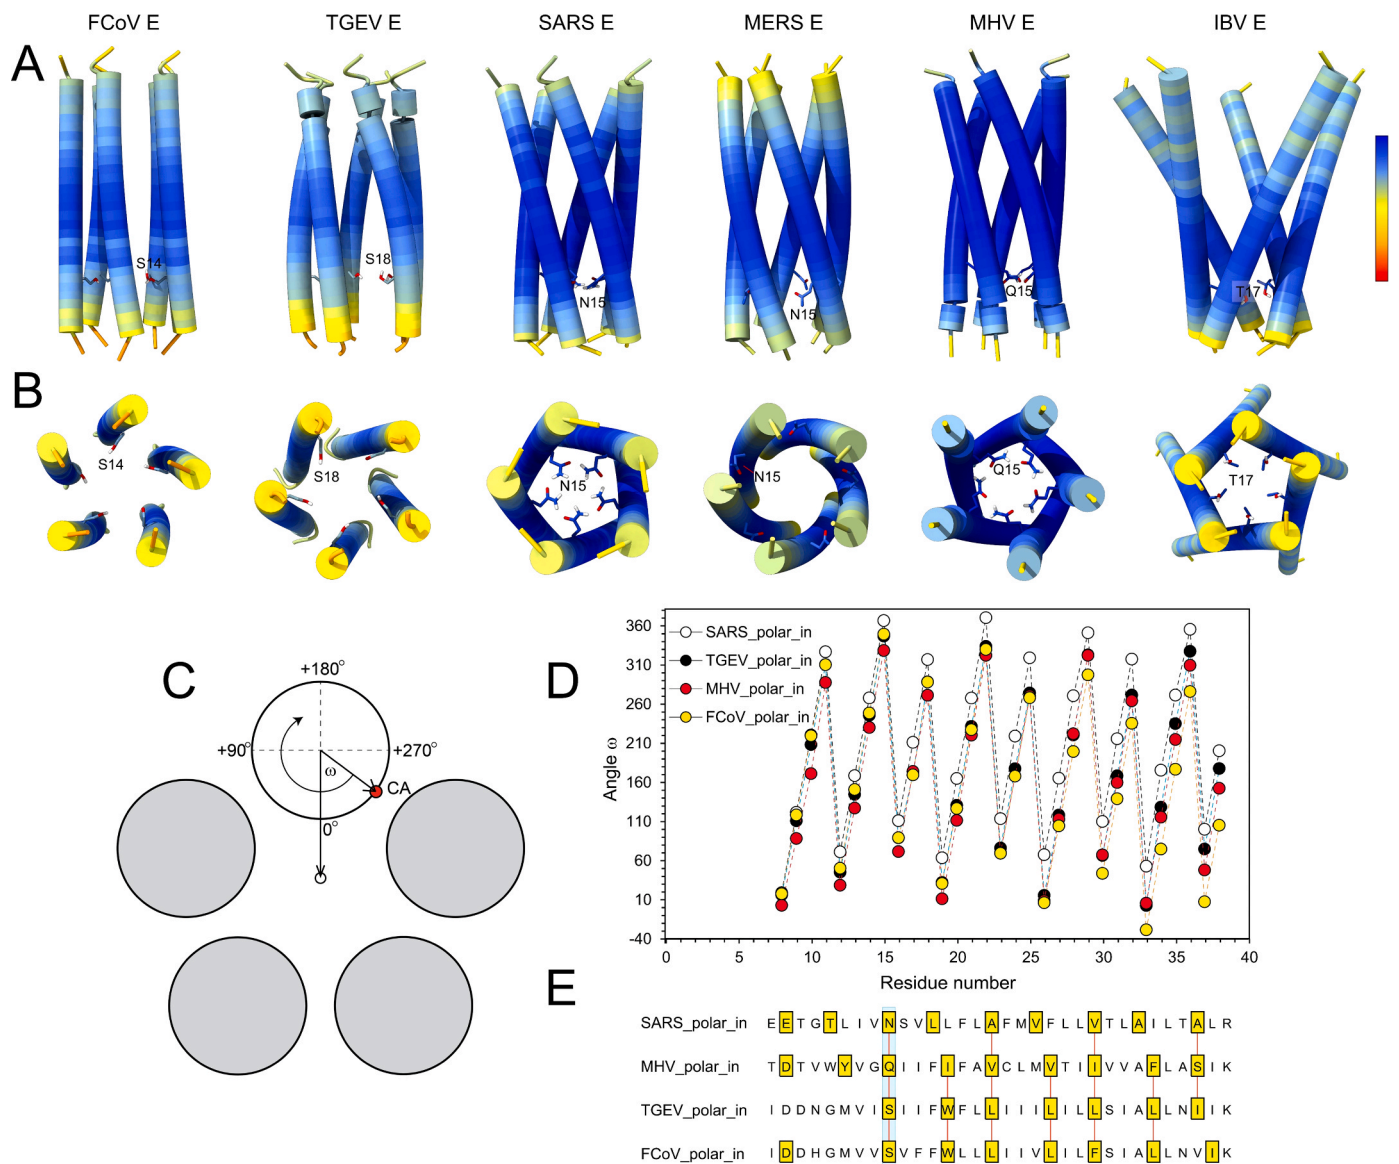 FCoV E TGEV E SARS E MERS E MHV E IBV E
A
S14 S18 N15 N15 Q15 T17
B
S14 S18 N15 N15 Q15 T17
C
+180°
+90° +270°
ω
CA
0°
D
SARS_polar_in
TGEV_polar_in
MHV_polar_in
FCoV_polar_in
Angle ω
360
310
260
210
160
110
60
10
-40
0 5 10 15 20 25 30 35 40
Residue number
E
SARS_polar_in E E T G T L I V N S V L L F L A F M V F L L V T L A I L T A L R
MHV_polar_in T D T V W Y V G Q I I F I F A V C L M V T I I V V A F L A S I K
TGEV_polar_in I D D N G M V I S I I F W F L L I I I L I L L S I A L L N I I K
FCoV_polar_in I D D H G M V V S V F F W L L L I I V L I L F S I A L L N V I K